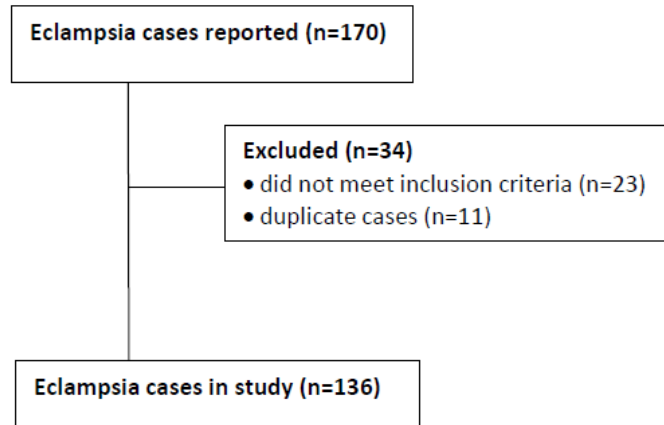 Eclampsia cases reported (n=170)
Excluded (n=34)
• did not meet inclusion criteria (n=23)
• duplicate cases (n=11)
Eclampsia cases in study (n=136)